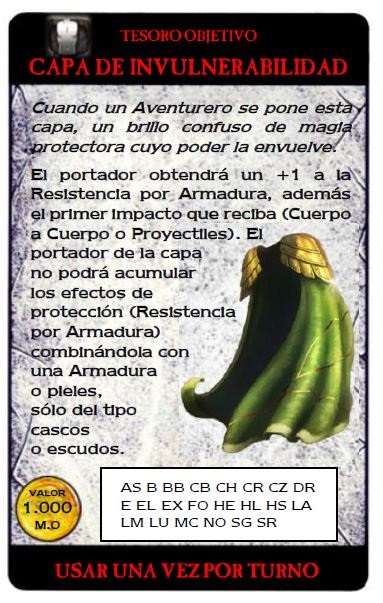 TESORO OBJETIVO
CAPA DE INVULNERABILIDAD
Cuando un Aventurero se pone esta
capa, un brillo confuso de magia
protectora cuyo poder la envuelve.
El portador obtendrá un +1 a la
Resistencia por Armadura, además
el primer impacto que reciba (Cuerpo
a Cuerpo o Proyectiles). El
portador de la capa
no podrá acumular
los efectos de
protección (Resistencia
por Armadura)
combinándola con
una Armadura
o pieles,
sólo del tipo
cascos
o escudos.
VALOR
1.000
M.O
AS B BB CB CH CR CZ DR
E EL EX FO HE HL HS LA
LM LU MC NO SG SR
USAR UNA VEZ POR TURNO